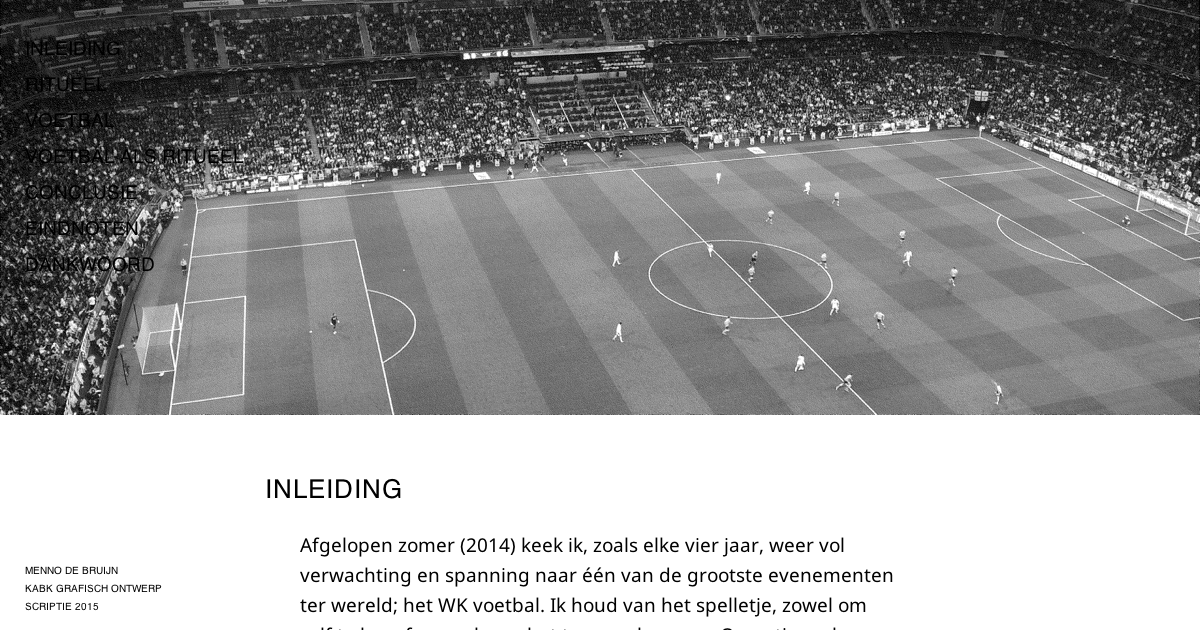 INLEIDING
RITUEEL
VOETBAL
VOETBAL ALS RITUEEL
CONCLUSIE
EINDNOTEN
DANKWOORD
INLEIDING
Afgelopen zomer (2014) keek ik, zoals elke vier jaar, weer vol
verwachting en spanning naar één van de grootste evenementen
ter wereld; het WK voetbal. Ik houd van het spelletje, zowel om
MENNO DE BRUIJN
KABK GRAFISCH ONTWERP
SCRIPTIE 2015